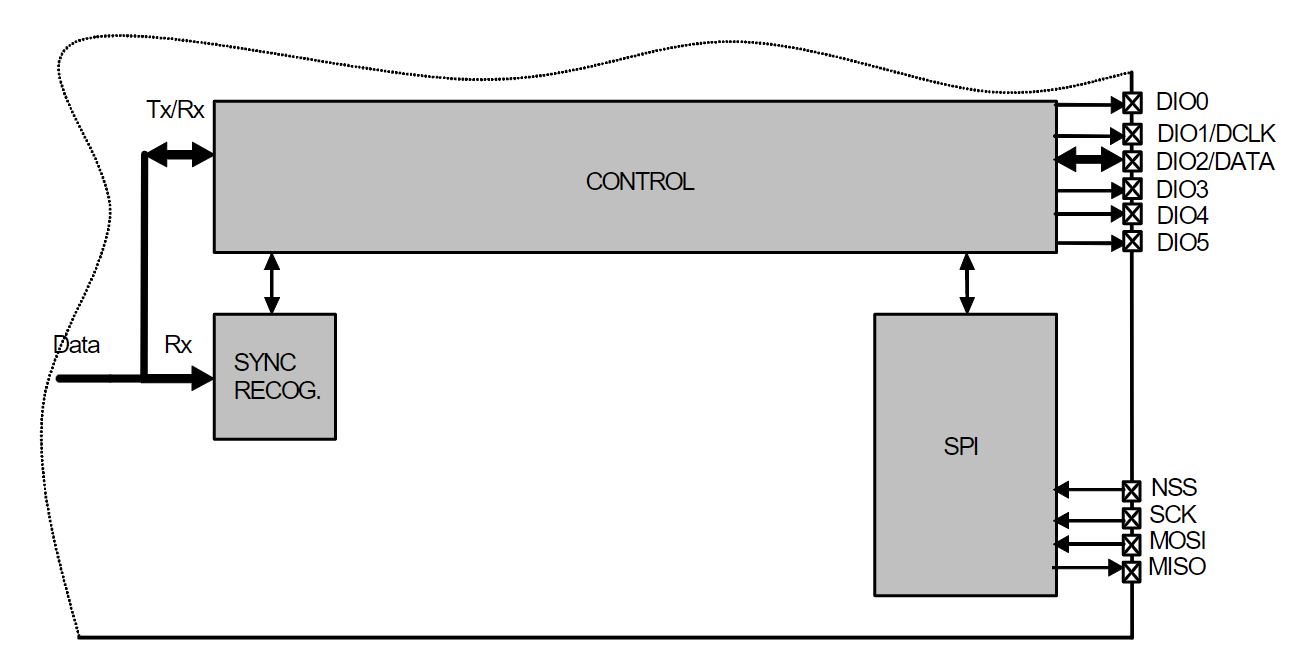 Tx/Rx
CONTROL
DIO0
DIO1/DCLK
DIO2/DATA
DIO3
DIO4
DIO5
Data
Rx
SYNC
RECOG.
SPI
NSS
SCK
MOSI
MISO